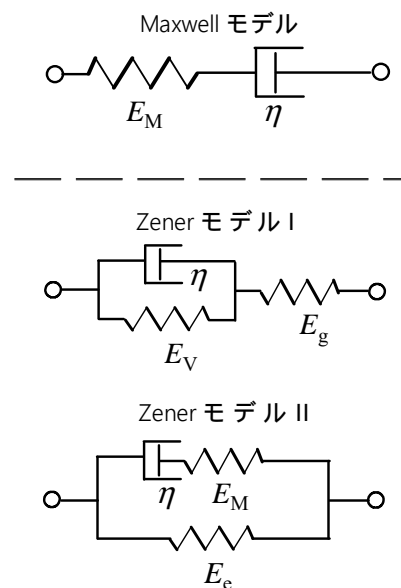 Maxwell モデル
E_M
η
Zener モデル I
η
E_g
E_V
Zener モデル II
η
E_M
E_e